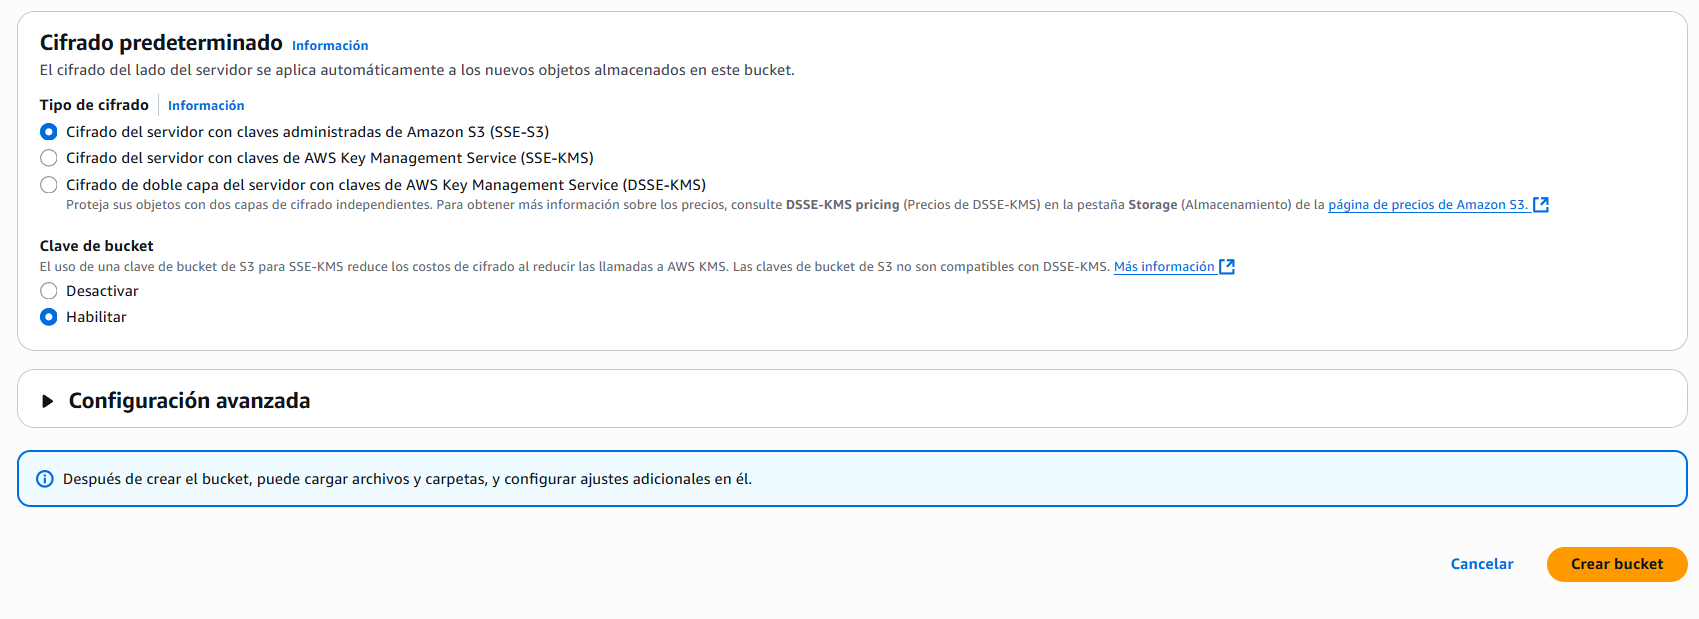 Cifrado predeterminado Información
El cifrado del lado del servidor se aplica automáticamente a los nuevos objetos almacenados en este bucket.
Tipo de cifrado Información
Cifrado del servidor con claves administradas de Amazon S3 (SSE-S3)
Cifrado del servidor con claves de AWS Key Management Service (SSE-KMS)
Cifrado de doble capa del servidor con claves de AWS Key Management Service (DSSE-KMS)
Proteja sus objetos con dos capas de cifrado independientes. Para obtener más información sobre los precios, consulte DSSE-KMS pricing (Precios de DSSE-KMS) en la pestaña Storage (Almacenamiento) de la página de precios de Amazon S3.
Clave de bucket
El uso de una clave de bucket de S3 para SSE-KMS reduce los costos de cifrado al reducir las llamadas a AWS KMS. Las claves de bucket de S3 no son compatibles con DSSE-KMS. Más información
Desactivar
Habilitar
Configuración avanzada
Después de crear el bucket, puede cargar archivos y carpetas, y configurar ajustes adicionales en él.
Cancelar Crear bucket